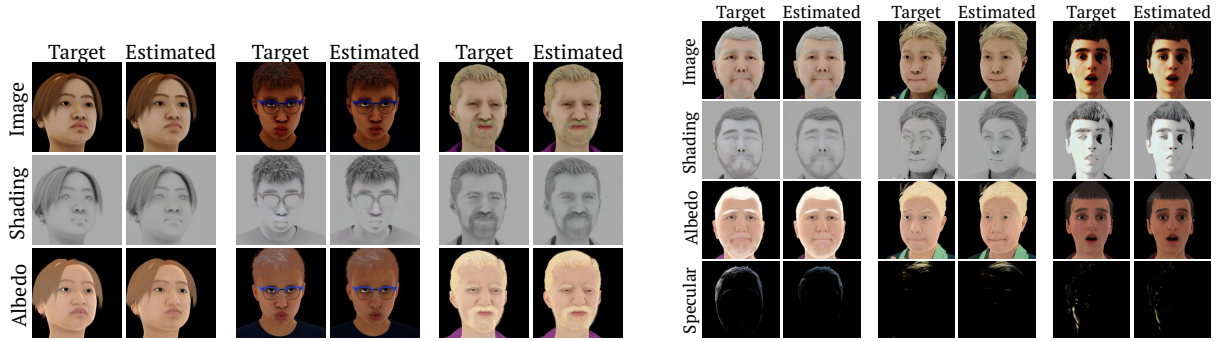 Target Estimated Target Estimated Target Estimated
Image
Shading
Albedo
Target Estimated Target Estimated Target Estimated
Image
Shading
Albedo
Specular